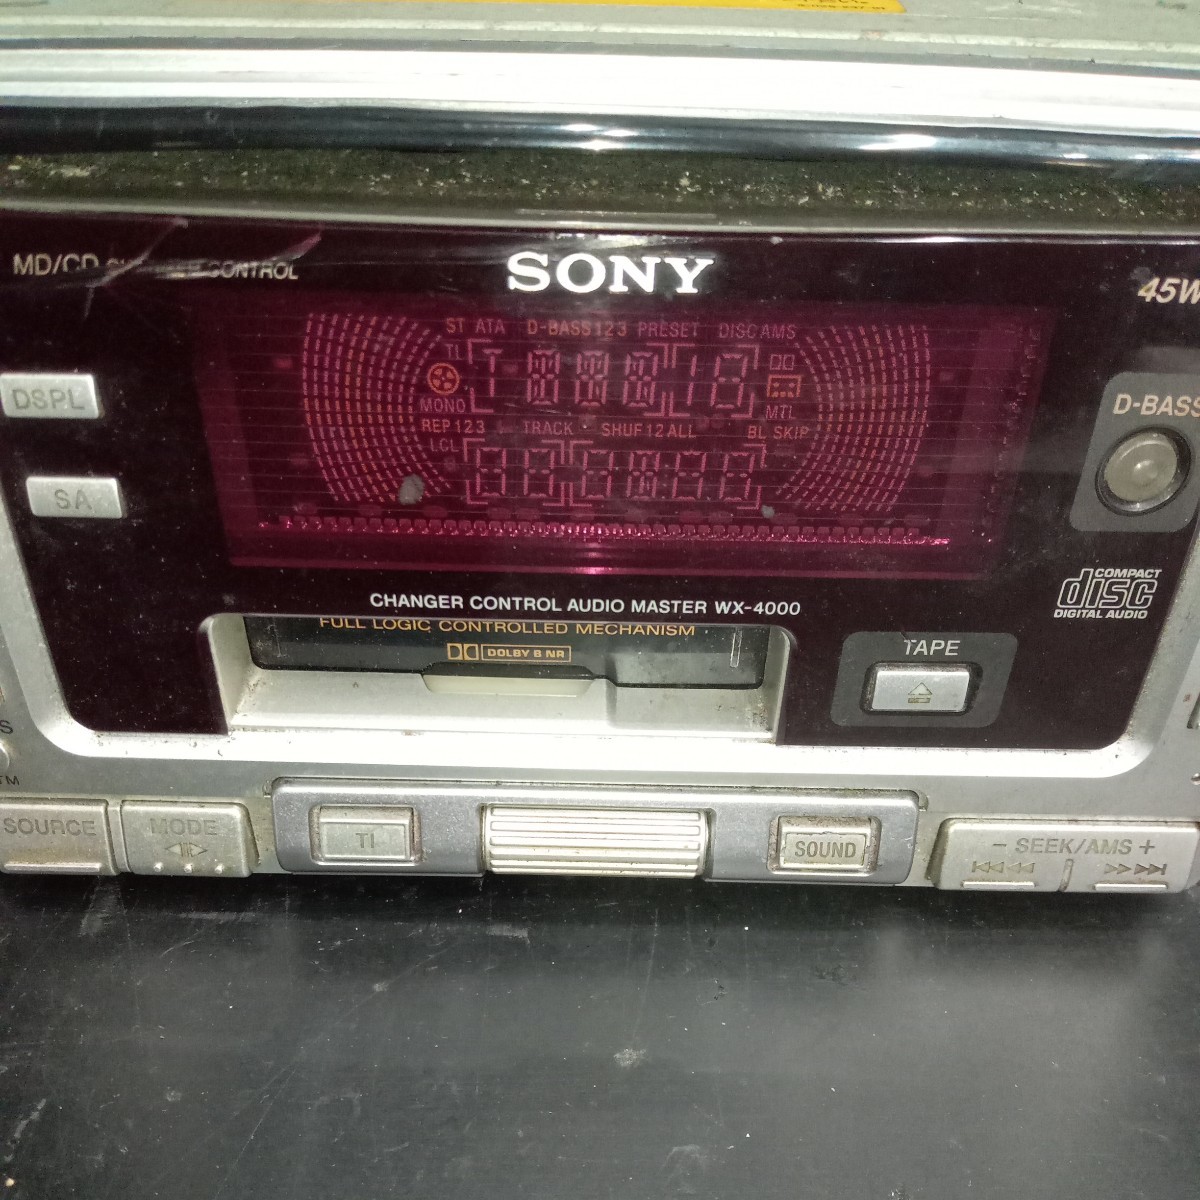 MD/CD CONTROL
SONY
45W
ST ATA D-BASS 1 2 3 PRESET DISC AMS
TI
MONO
MTL
REP 1 2 3 TRACK SHUF 1 2 ALL BL SKIP
LCL
DSPL
SA
D-BASS
COMPACT
disc
DIGITAL AUDIO
CHANGER CONTROL AUDIO MASTER WX-4000
FULL LOGIC CONTROLLED MECHANISM
DOLBY B NR
TAPE
S
TM
SOURCE
MODE
TI
SOUND
- SEEK/AMS +